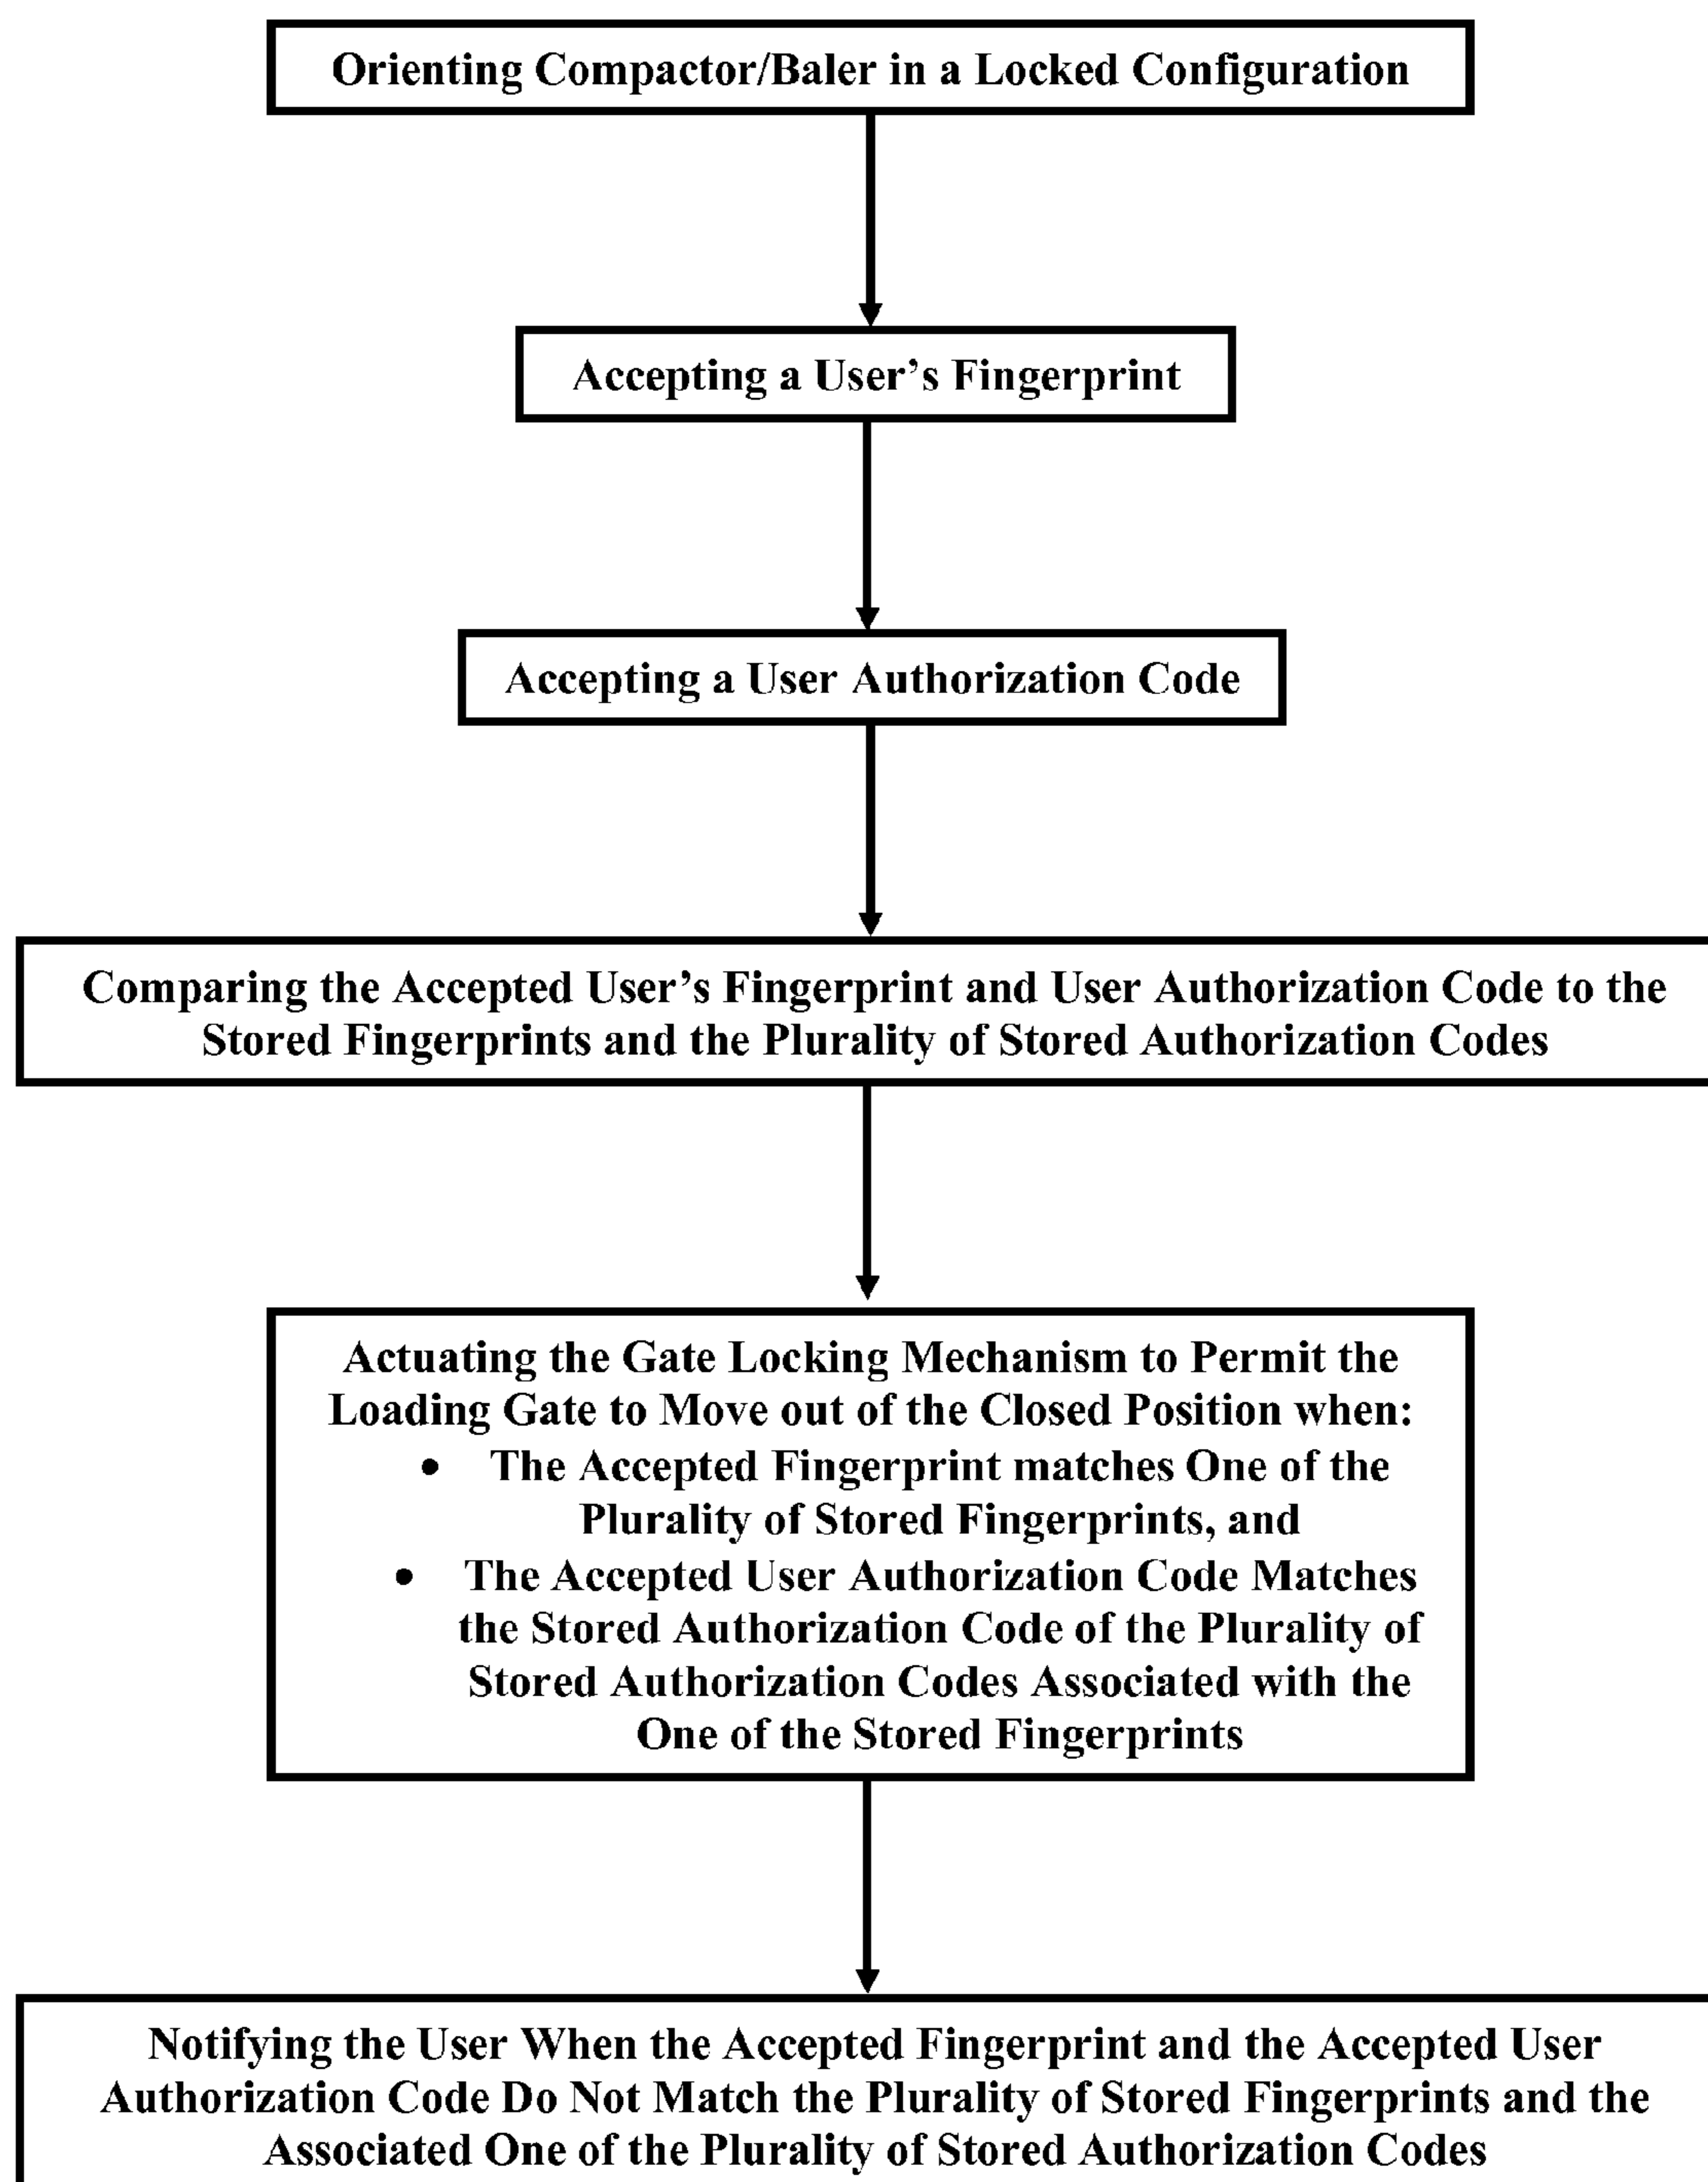 Orienting Compactor/Baler in a Locked Configuration
Accepting a User’s Fingerprint
Accepting a User Authorization Code
Comparing the Accepted User’s Fingerprint and User Authorization Code to the
Stored Fingerprints and the Plurality of Stored Authorization Codes
Actuating the Gate Locking Mechanism to Permit the
Loading Gate to Move out of the Closed Position when:
• The Accepted Fingerprint matches One of the
Plurality of Stored Fingerprints, and
• The Accepted User Authorization Code Matches
the Stored Authorization Code of the Plurality of
Stored Authorization Codes Associated with the
One of the Stored Fingerprints
Notifying the User When the Accepted Fingerprint and the Accepted User
Authorization Code Do Not Match the Plurality of Stored Fingerprints and the
Associated One of the Plurality of Stored Authorization Codes